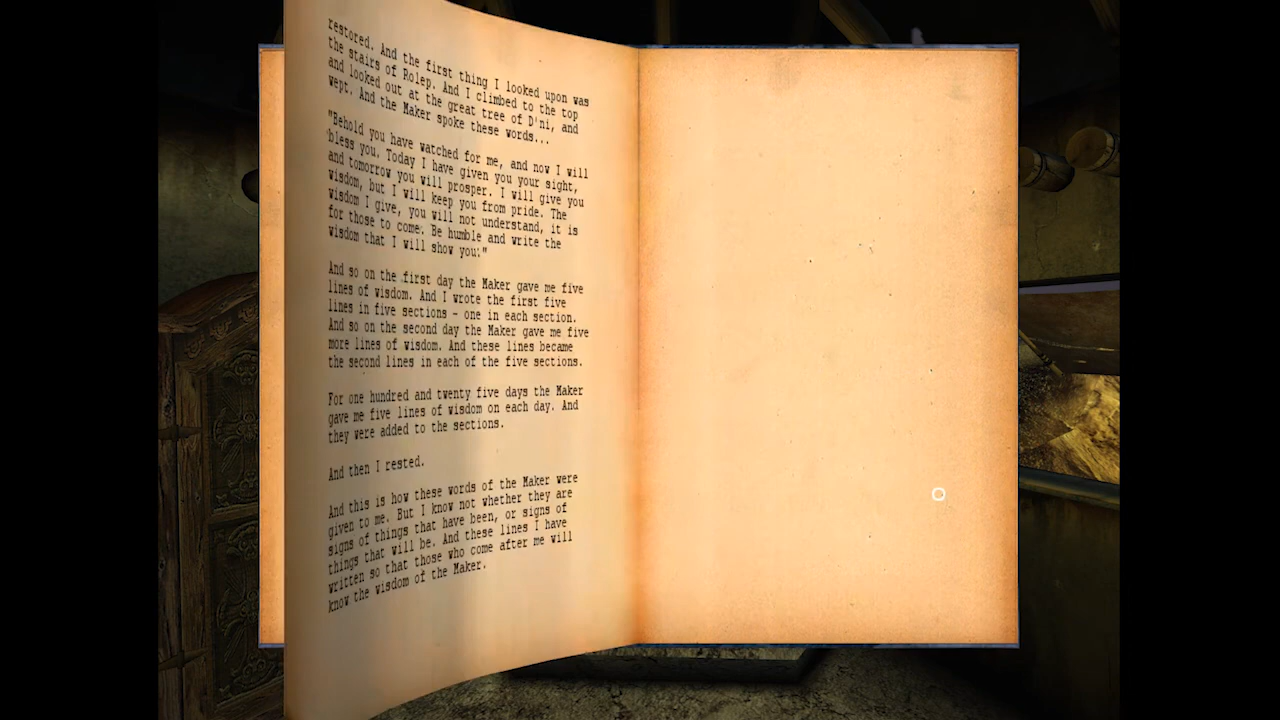 restored. And the first thing I looked upon was
the stairs of Rolep. And I climbed to the top
and looked out at the great tree of D'ni, and
wept. And the Maker spoke these words...
"Behold you have watched for me, and now I will
bless you. Today I have given you your sight,
and tomorrow you will prosper. I will give you
wisdom, but I will keep you from pride. The
wisdom I give, you will not understand, it is
for those to come. Be humble and write the
wisdom that I will show you."
And so on the first day the Maker gave me five
lines of wisdom. And I wrote the first five
lines in five sections - one in each section.
And so on the second day the Maker gave me five
more lines of wisdom. And these lines became
the second lines in each of the five sections.
For one hundred and twenty five days the Maker
gave me five lines of wisdom on each day. And
they were added to the sections.
And then I rested.
And this is how these words of the Maker were
given to me. But I know not whether they are
signs of things that have been, or signs of
things that will be. And these lines I have
written so that those who come after me will
know the wisdom of the Maker.